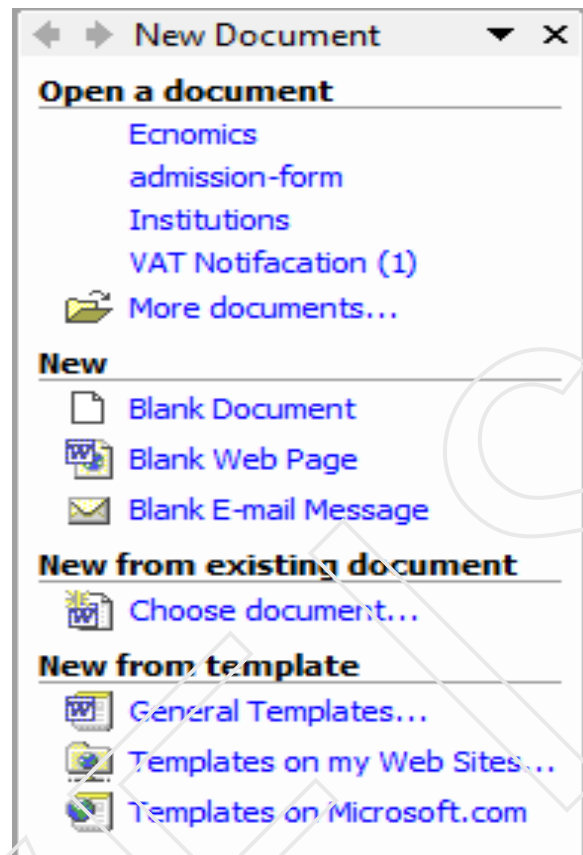 New Document
Open a document
Ecnomics
admission-form
Institutions
VAT Notifacation (1)
More documents...
New
Blank Document
Blank Web Page
Blank E-mail Message
New from existing document
Choose document...
New from template
General Templates...
Templates on my Web Sites...
Templates on Microsoft.com